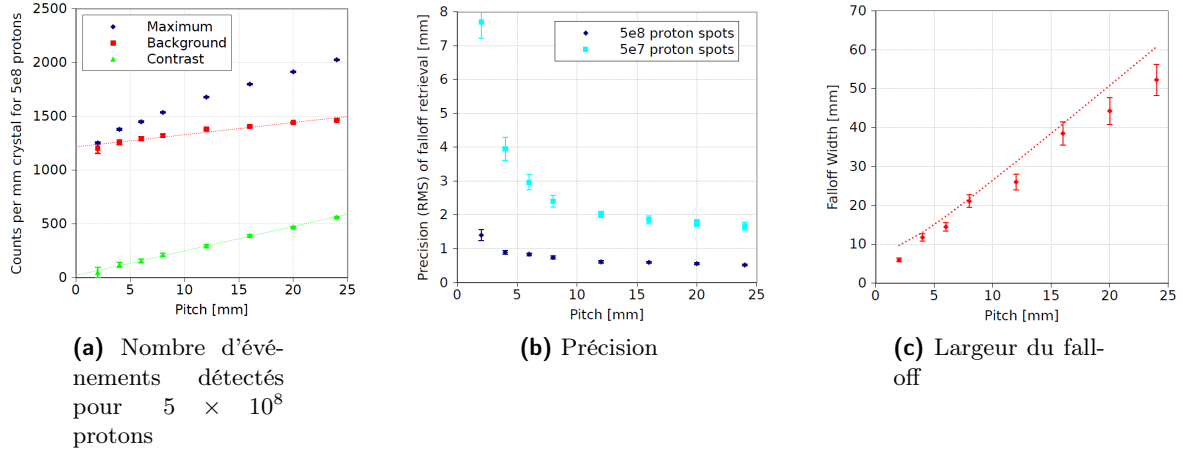 Counts per mm crystal for 5e8 protons
2500
2000
1500
1000
500
0
Maximum
Background
Contrast
0 5 10 15 20 25
Pitch [mm]
(a) Nombre d'évé-
nements détectés
pour 5 × 10⁸
protons
Precision (RMS) of falloff retrieval [mm]
8
7
6
5
4
3
2
1
0
5e8 proton spots
5e7 proton spots
0 5 10 15 20 25
Pitch [mm]
(b) Précision
Falloff Width [mm]
70
60
50
40
30
20
10
0
0 5 10 15 20 25
Pitch [mm]
(c) Largeur du fall-
off